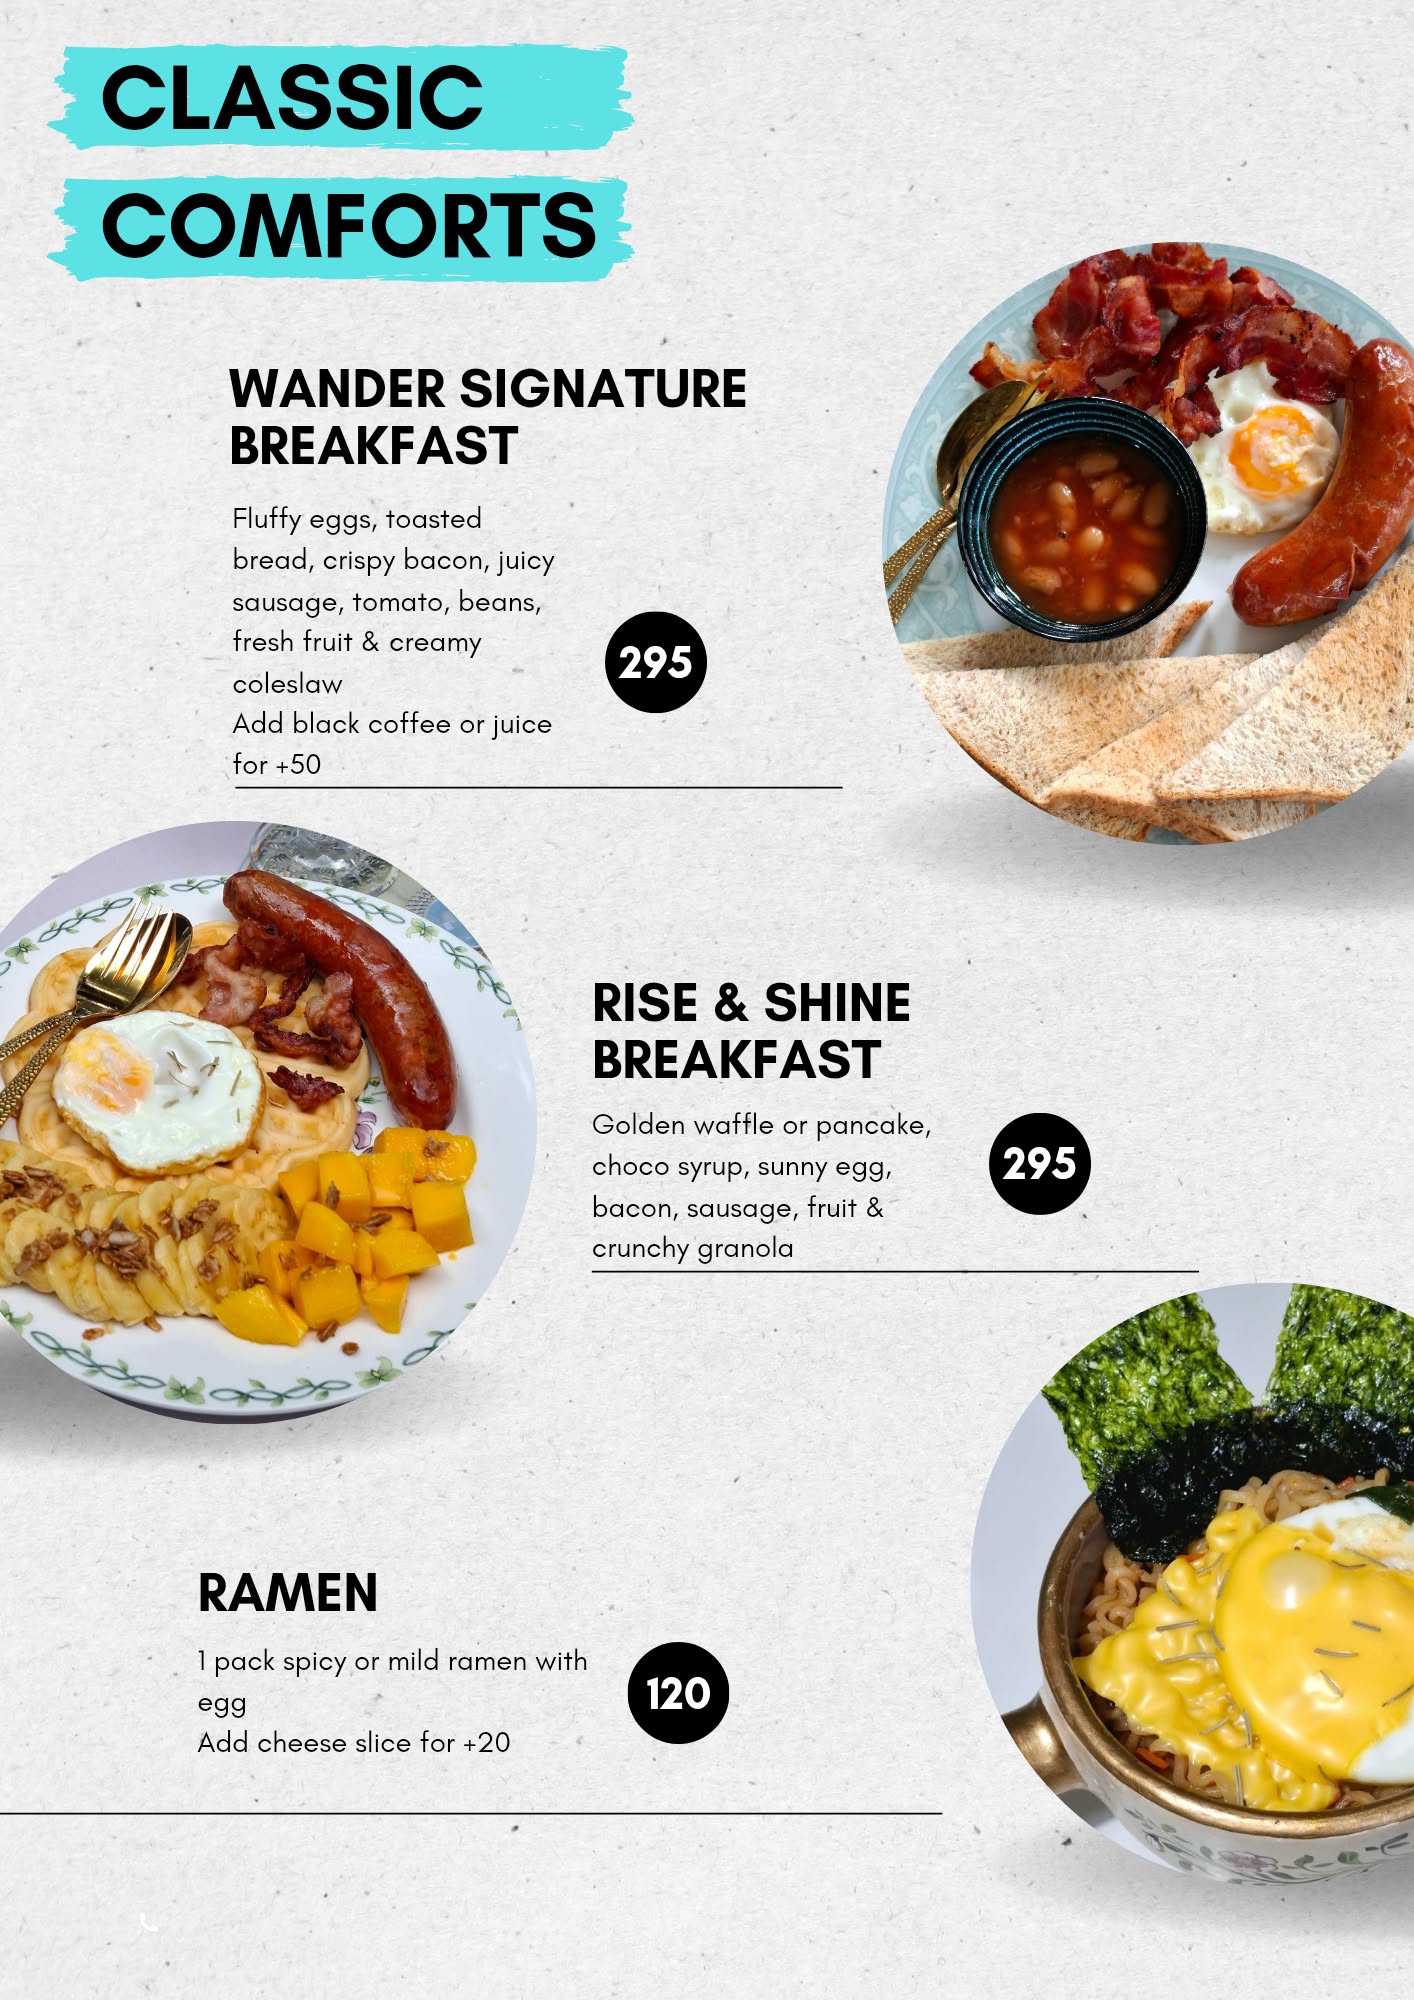 CLASSIC
COMFORTS
WANDER SIGNATURE
BREAKFAST
Fluffy eggs, toasted
bread, crispy bacon, juicy
sausage, tomato, beans,
fresh fruit & creamy
coleslaw
Add black coffee or juice
for +50
295
RISE & SHINE
BREAKFAST
Golden waffle or pancake,
choco syrup, sunny egg,
bacon, sausage, fruit &
crunchy granola
295
RAMEN
1 pack spicy or mild ramen with
egg
Add cheese slice for +20
120